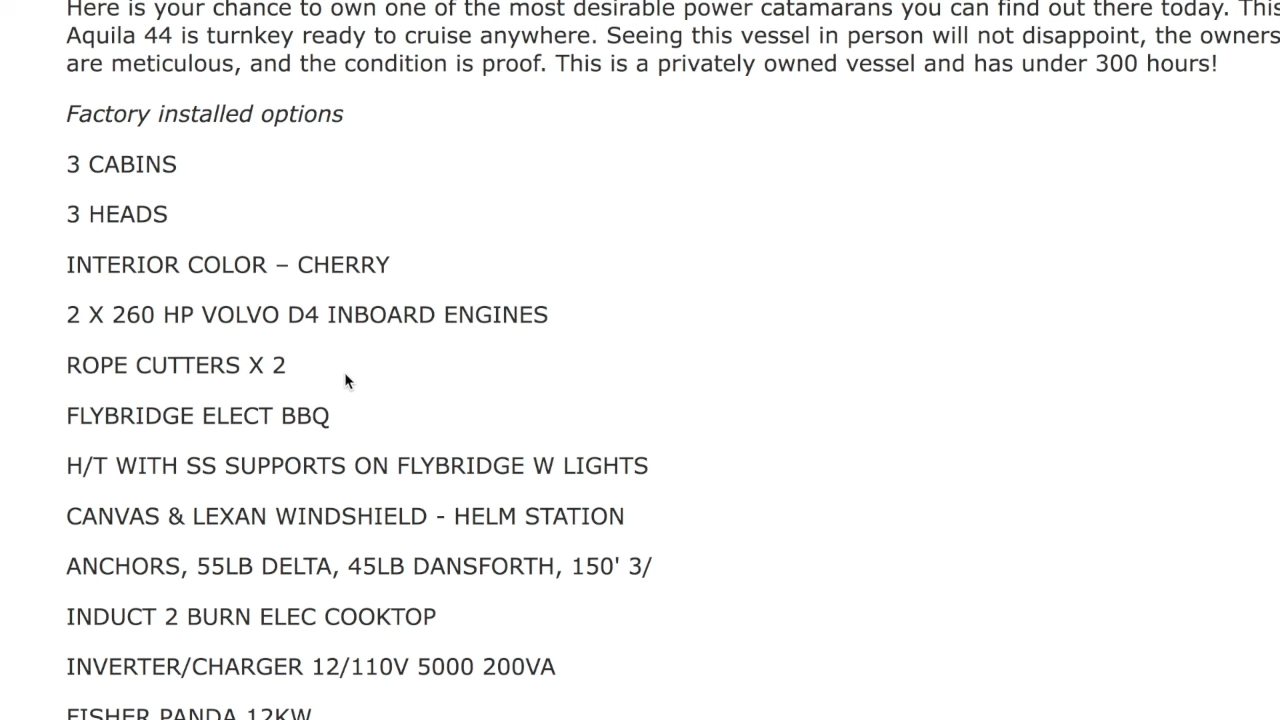 Here is your chance to own one of the most desirable power catamarans you can find out there today. This
Aquila 44 is turnkey ready to cruise anywhere. Seeing this vessel in person will not disappoint, the owners
are meticulous, and the condition is proof. This is a privately owned vessel and has under 300 hours!
Factory installed options
3 CABINS
3 HEADS
INTERIOR COLOR – CHERRY
2 X 260 HP VOLVO D4 INBOARD ENGINES
ROPE CUTTERS X 2
FLYBRIDGE ELECT BBQ
H/T WITH SS SUPPORTS ON FLYBRIDGE W LIGHTS
CANVAS & LEXAN WINDSHIELD - HELM STATION
ANCHORS, 55LB DELTA, 45LB DANSFORTH, 150' 3/
INDUCT 2 BURN ELEC COOKTOP
INVERTER/CHARGER 12/110V 5000 200VA
FISHER PANDA 12KW